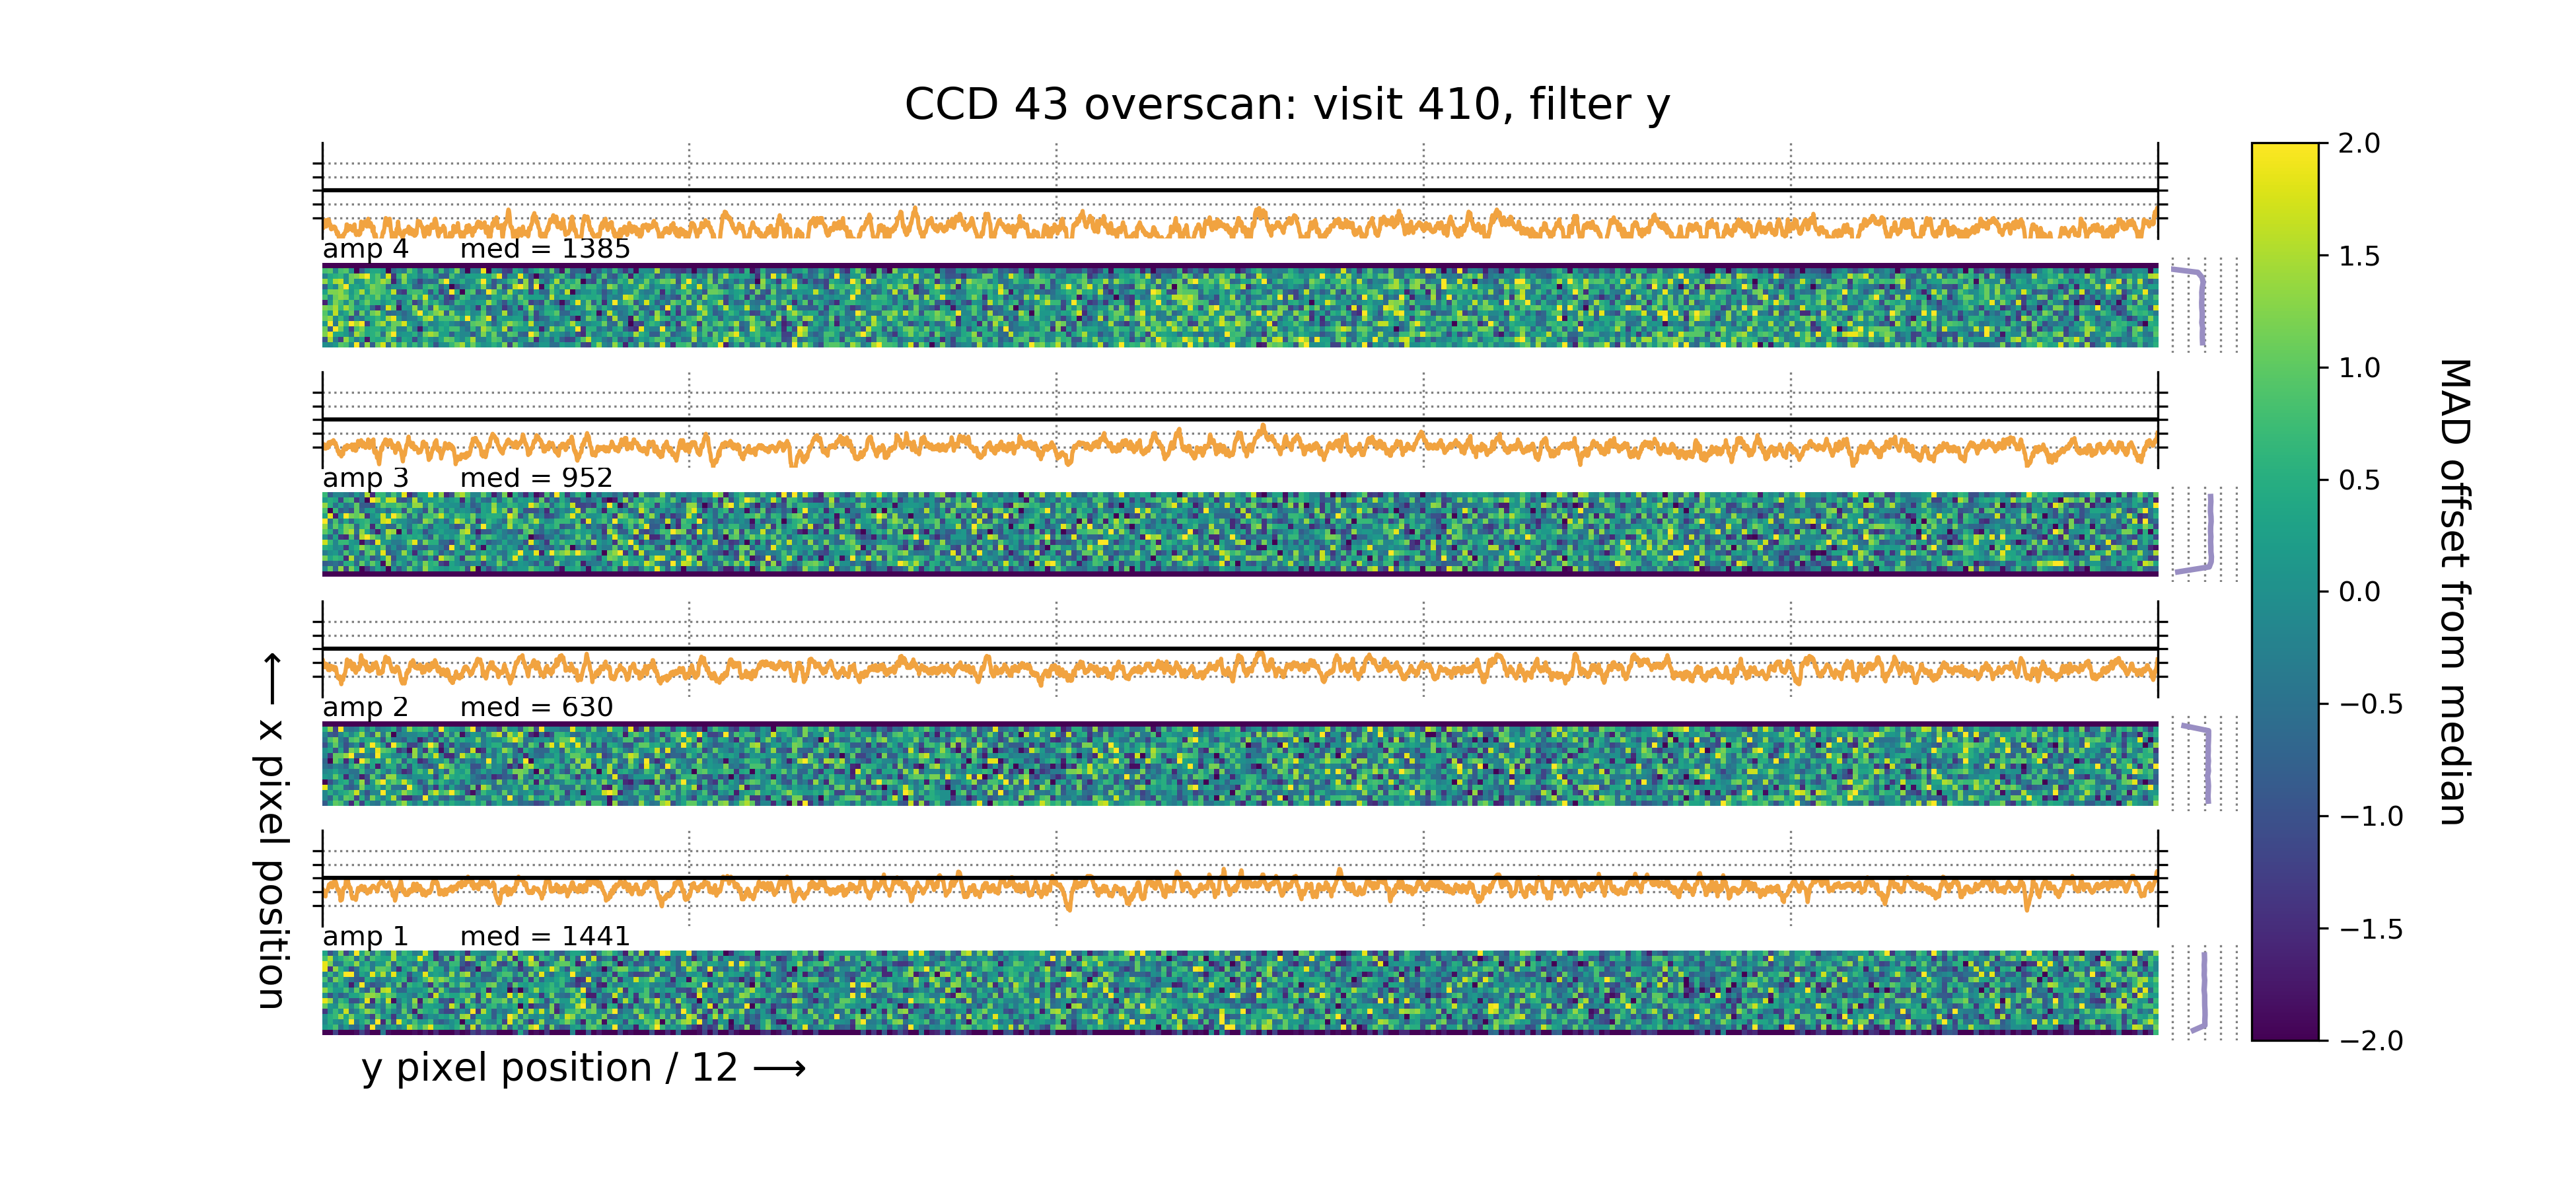 CCD 43 overscan: visit 410, filter y
amp 4 med = 1385
amp 3 med = 952
amp 2 med = 630
amp 1 med = 1441
⟵ x pixel position
y pixel position / 12 ⟶
2.0
1.5
1.0
0.5
0.0
−0.5
−1.0
−1.5
−2.0
MAD offset from median